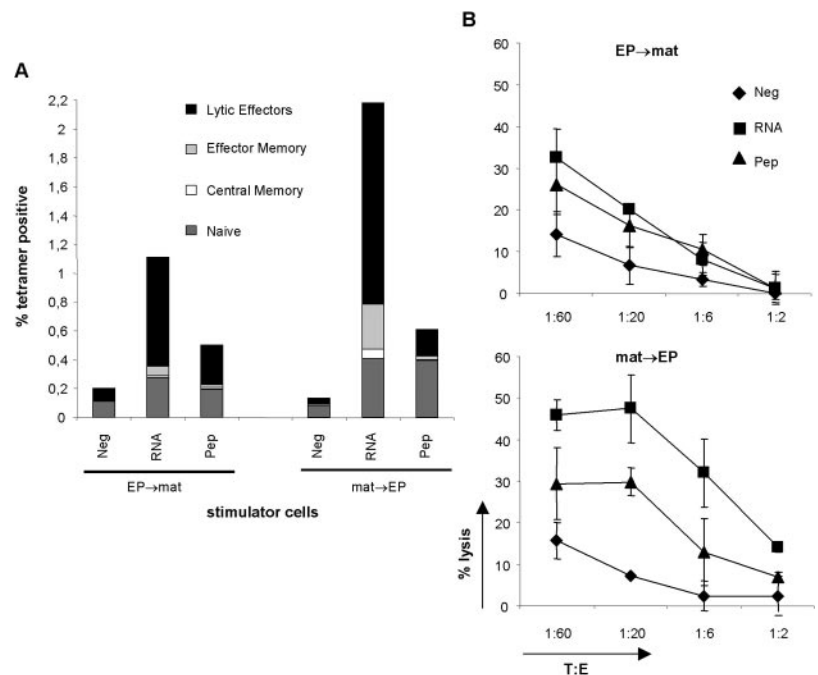 A
2,2
2
1,8
1,6
1,4
1,2
1
0,8
0,6
0,4
0,2
0
% tetramer positive
Lytic Effectors
Effector Memory
Central Memory
Naive
Neg
RNA
Pep
Neg
RNA
Pep
EP→mat
mat→EP
stimulator cells
B
EP→mat
60
50
40
30
20
10
0
Neg
RNA
Pep
1:60 1:20 1:6 1:2
mat→EP
60
50
40
30
20
10
0
% lysis
1:60 1:20 1:6 1:2
T:E